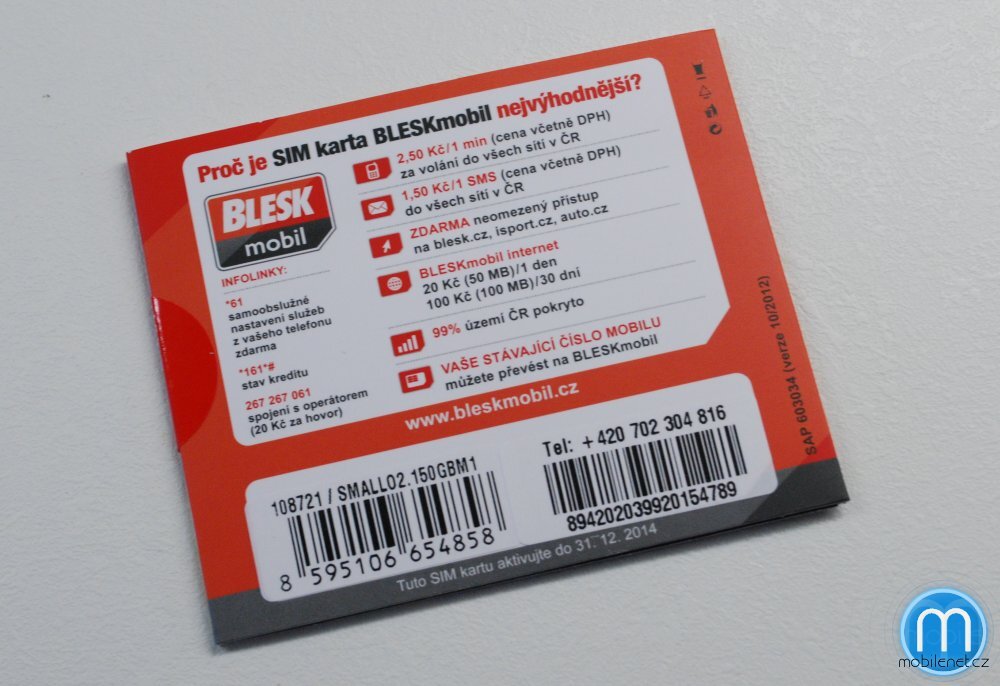 Proč je SIM karta BLESKmobil nejvýhodnější?
BLESK
mobil
INFOLINKY:
*61
samoobslužné
nastavení služeb
z vašeho telefonu
zdarma
*161*#
stav kreditu
267 267 061
spojení s operátorem
(20 Kč za hovor)
2,50 Kč/1 min (cena včetně DPH)
za volání do všech sítí v ČR
1,50 Kč/1 SMS (cena včetně DPH)
do všech sítí v ČR
ZDARMA neomezený přístup
na blesk.cz, isport.cz, auto.cz
BLESKmobil internet
20 Kč (50 MB)/1 den
100 Kč (100 MB)/30 dní
99% území ČR pokryto
VAŠE STÁVAJÍCÍ ČÍSLO MOBILU
můžete převést na BLESKmobil
www.bleskmobil.cz
108721 / SMALLO2.150GBM1
8 595106 654858
Tel: +420 702 304 816
894202039920154789
Tuto SIM kartu aktivujte do 31. 12. 2014
SAP 603034 (verze 10/2012)
m
mobilenet.cz